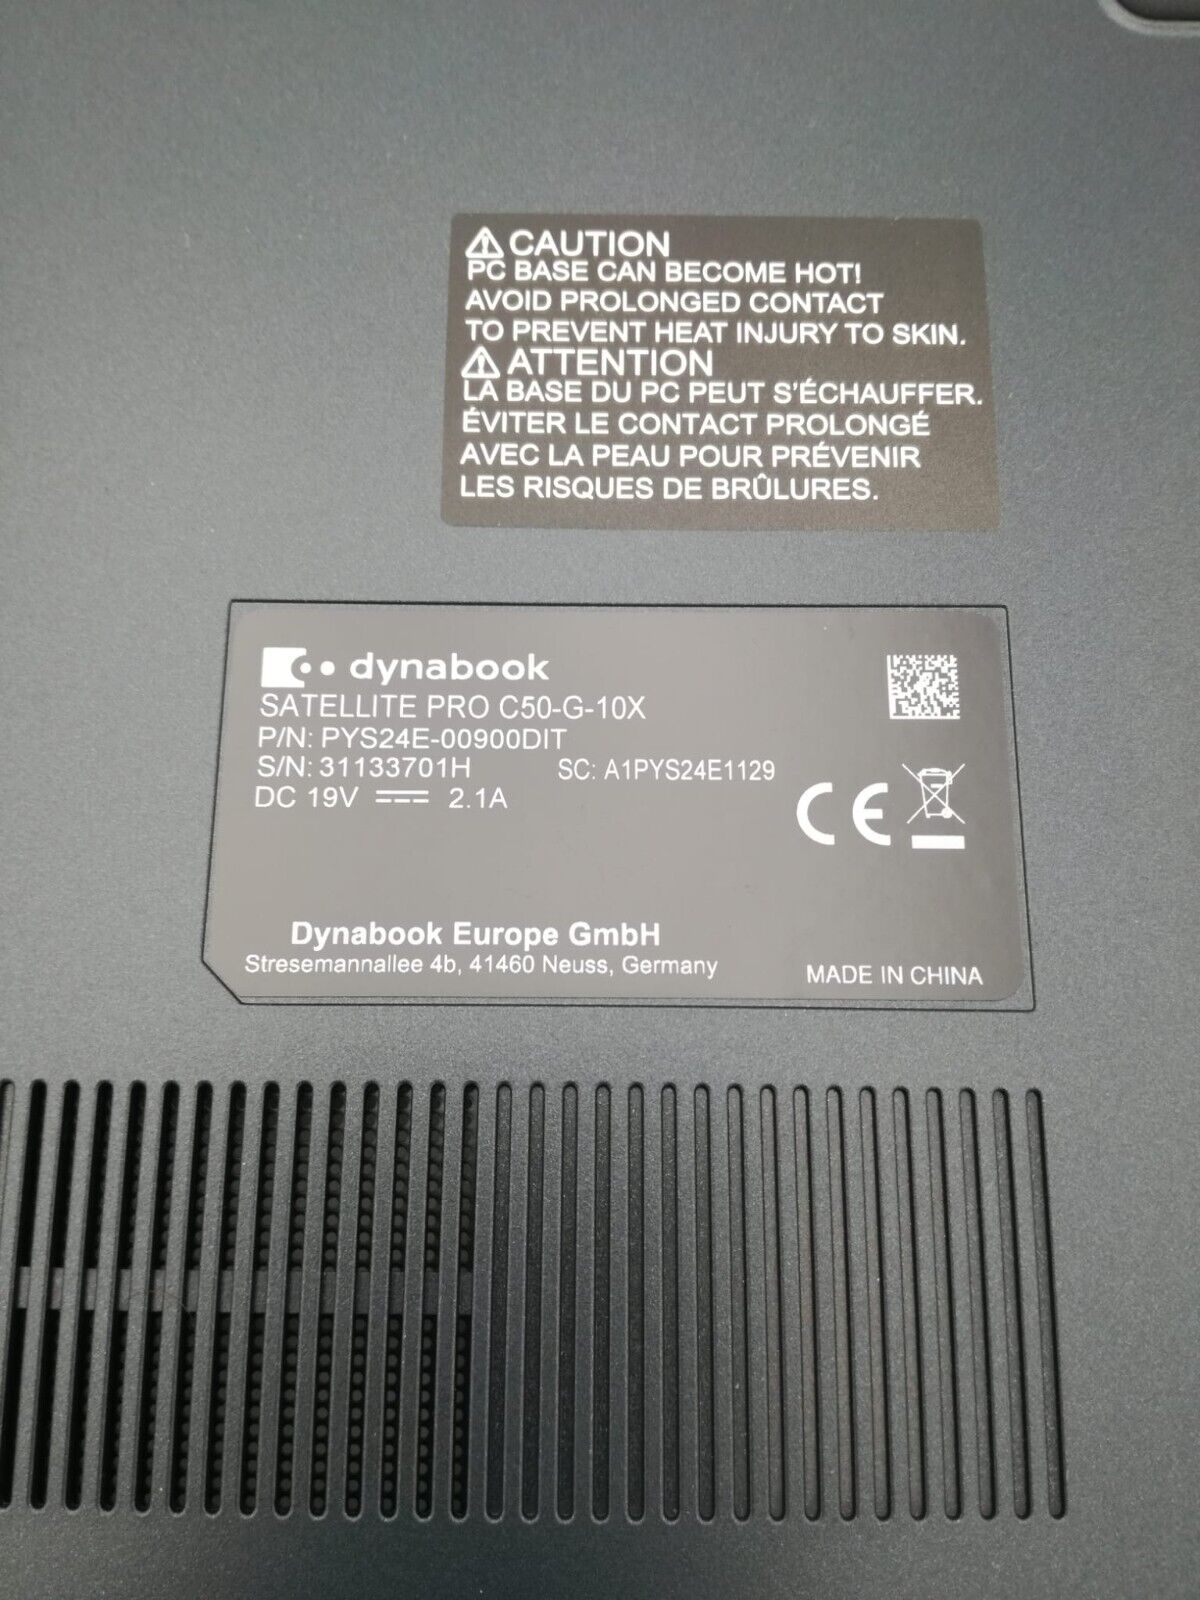 CAUTION
PC BASE CAN BECOME HOT!
AVOID PROLONGED CONTACT
TO PREVENT HEAT INJURY TO SKIN.
ATTENTION
LA BASE DU PC PEUT S'ÉCHAUFFER.
ÉVITER LE CONTACT PROLONGÉ
AVEC LA PEAU POUR PRÉVENIR
LES RISQUES DE BRÛLURES.
dynabook
SATELLITE PRO C50-G-10X
P/N: PYS24E-00900DIT
S/N: 31133701H SC: A1PYS24E1129
DC 19V 2.1A
CE
Dynabook Europe GmbH
Stresemannallee 4b, 41460 Neuss, Germany
MADE IN CHINA